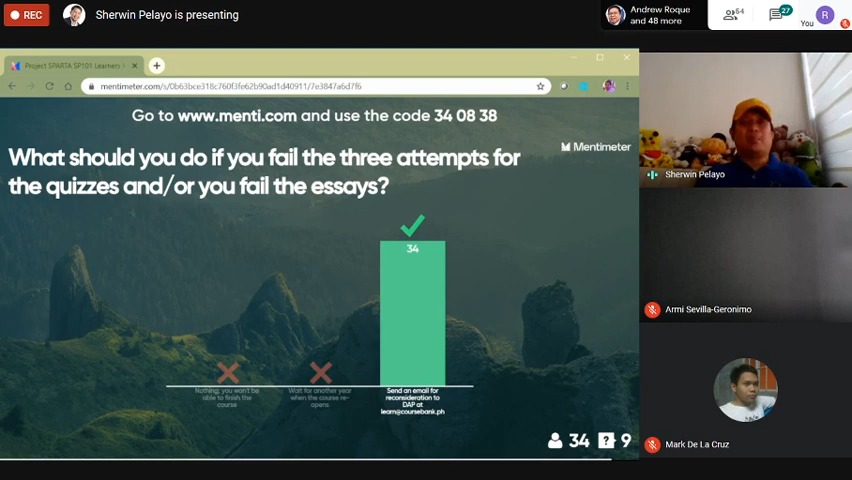 REC
Sherwin Pelayo is presenting
Andrew Roque
and 48 more
54
27
You
R
Project SPARTA SP101 Learners
mentimeter.com/s/0b63bce318c760f3fe62b90ad1d40911/7e3847a6d7f6
Go to www.menti.com and use the code 34 08 38
Mentimeter
What should you do if you fail the three attempts for
the quizzes and/or you fail the essays?
34
Nothing; you won't be
able to finish the
course
Wait for another year
when the course re-
opens
Send an email for
reconsideration to
DAP at
learn@coursebank.ph
34
9
Sherwin Pelayo
Armi Sevilla-Geronimo
Mark De La Cruz